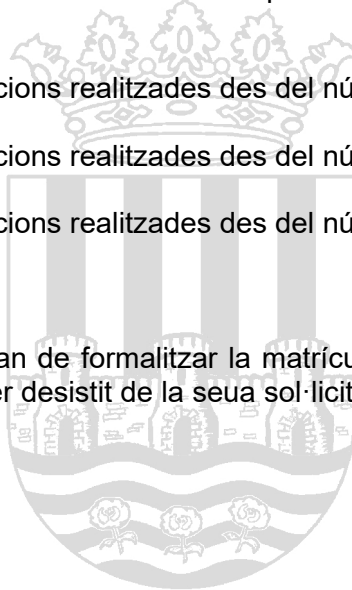 cions realitzades des del nú
cions realitzades des del nú
cions realitzades des del nú
an de formalitzar la matrícu
er desistit de la seua sol·licit